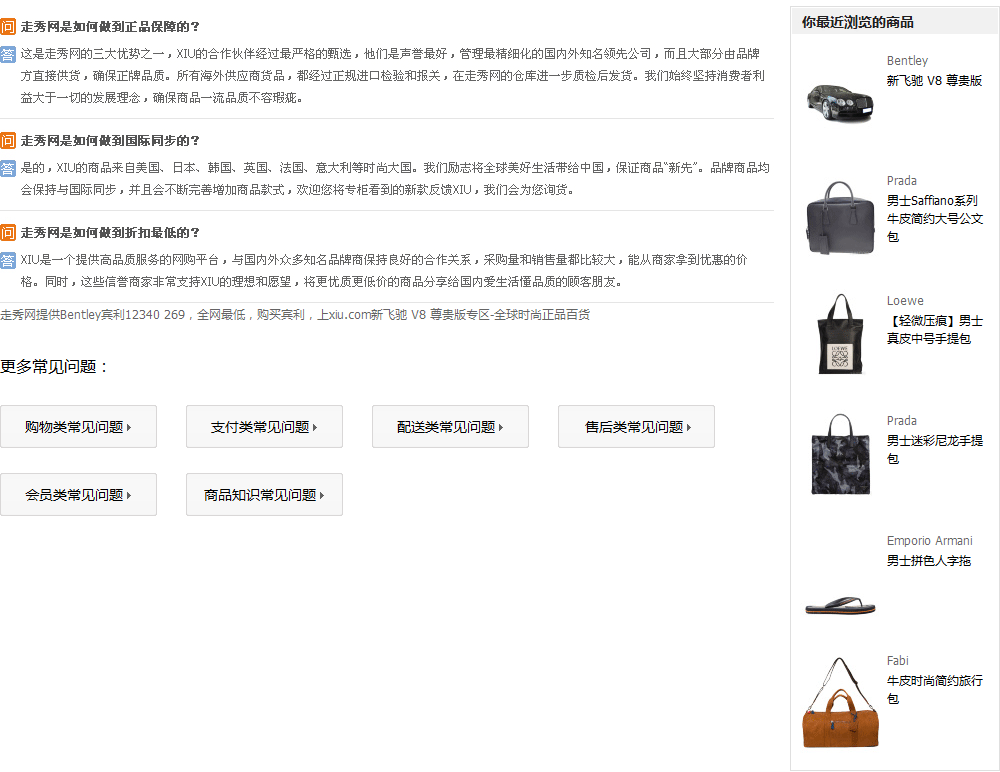 问 走秀网是如何做到正品保障的？
答 这是走秀网的三大优势之一，XIU的合作伙伴经过最严格的甄选，他们是声誉最好，管理最精细化的国内外知名领先公司，而且大部分由品牌
方直接供货，确保正牌品质。所有海外供应商货品，都经过正规进口检验和报关，在走秀网的仓库进一步质检后发货。我们始终坚持消费者利
益大于一切的发展理念，确保商品一流品质不容瑕疵。
问 走秀网是如何做到国际同步的？
答 是的，XIU的商品来自美国、日本、韩国、英国、法国、意大利等时尚大国。我们励志将全球美好生活带给中国，保证商品“新先”。品牌商品均
会保持与国际同步，并且会不断完善增加商品款式，欢迎您将专柜看到的新款反馈XIU，我们会为您询货。
问 走秀网是如何做到折扣最低的？
答 XIU是一个提供高品质服务的网购平台，与国内外众多知名品牌商保持良好的合作关系，采购量和销售量都比较大，能从商家拿到优惠的价
格。同时，这些信誉商家非常支持XIU的理想和愿望，将更优质更低价的商品分享给国内爱生活懂品质的顾客朋友。
走秀网提供Bentley宾利12340 269，全网最低，购买宾利，上xiu.com新飞驰 V8 尊贵版专区-全球时尚正品百货
更多常见问题：
购物类常见问题
支付类常见问题
配送类常见问题
售后类常见问题
会员类常见问题
商品知识常见问题
你最近浏览的商品
Bentley
新飞驰 V8 尊贵版
Prada
男士Saffiano系列
牛皮简约大号公文
包
Loewe
【轻微压痕】男士
真皮中号手提包
LOEWE
Prada
男士迷彩尼龙手提
包
Emporio Armani
男士拼色人字拖
Fabi
牛皮时尚简约旅行
包